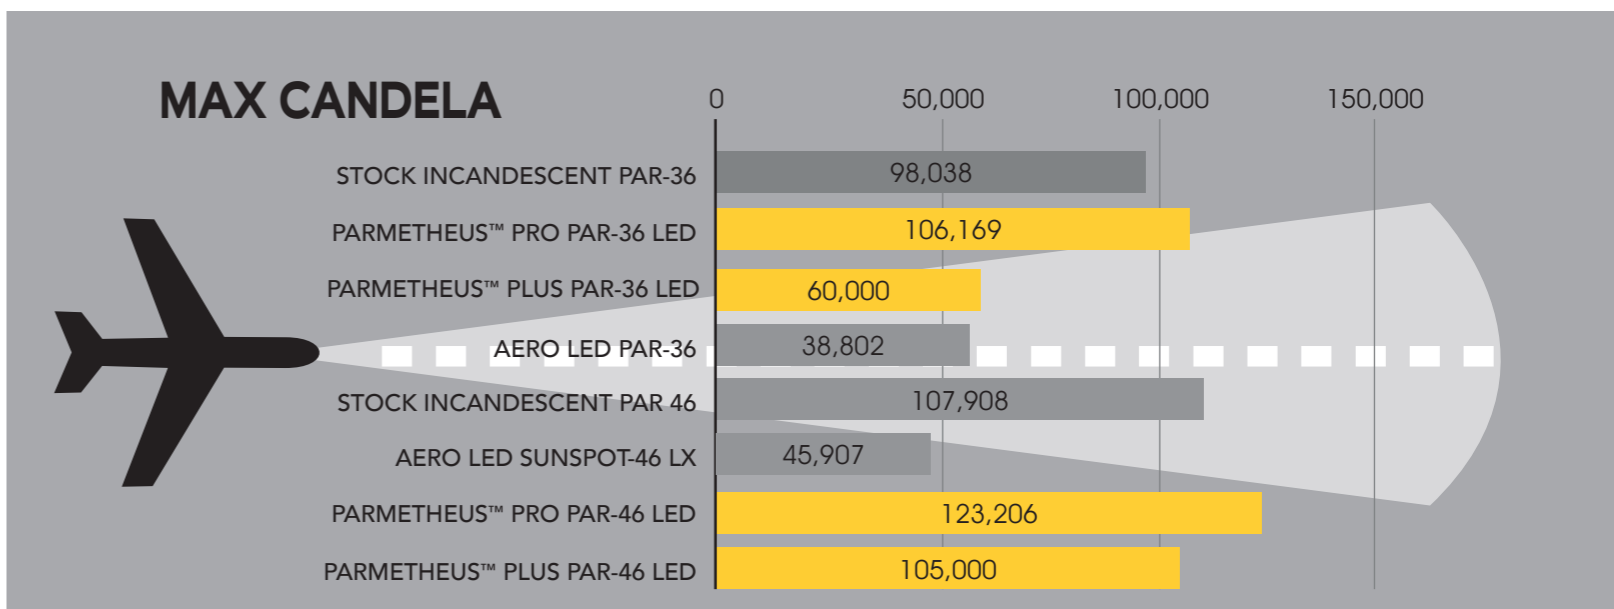 MAX CANDELA
0 50,000 100,000 150,000
STOCK INCANDESCENT PAR-36 98,038
PARMETHEUS™ PRO PAR-36 LED 106,169
PARMETHEUS™ PLUS PAR-36 LED 60,000
AERO LED PAR-36 38,802
STOCK INCANDESCENT PAR 46 107,908
AERO LED SUNSPOT-46 LX 45,907
PARMETHEUS™ PRO PAR-46 LED 123,206
PARMETHEUS™ PLUS PAR-46 LED 105,000